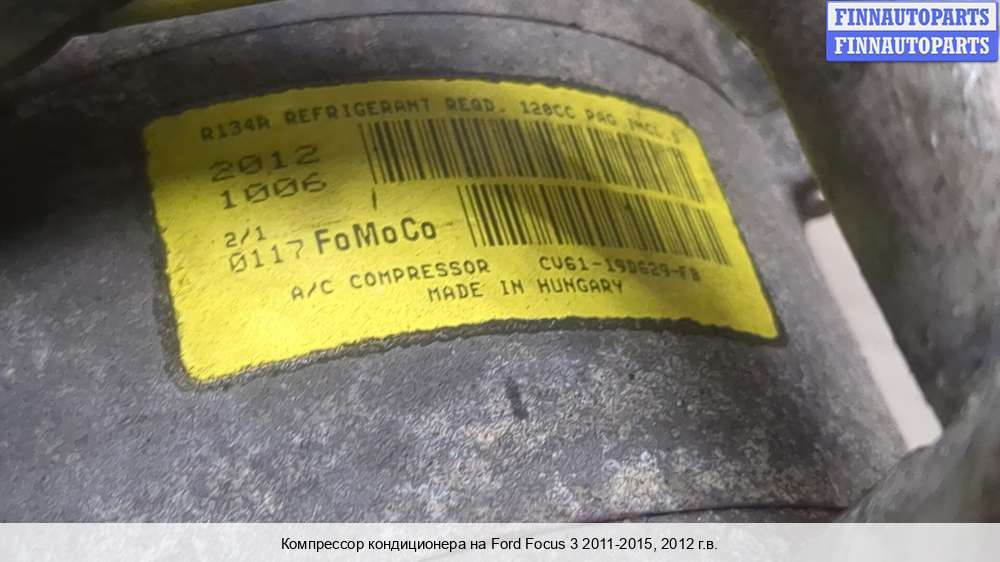 FINNAUTOPARTS
FINNAUTOPARTS
R134A REFRIGERANT REQD. 120CC PAG INCL.
2012
1006
2/1
0117 FoMoCo
A/C COMPRESSOR CV61-19D629-FB
MADE IN HUNGARY
Компрессор кондиционера на Ford Focus 3 2011-2015, 2012 г.в.